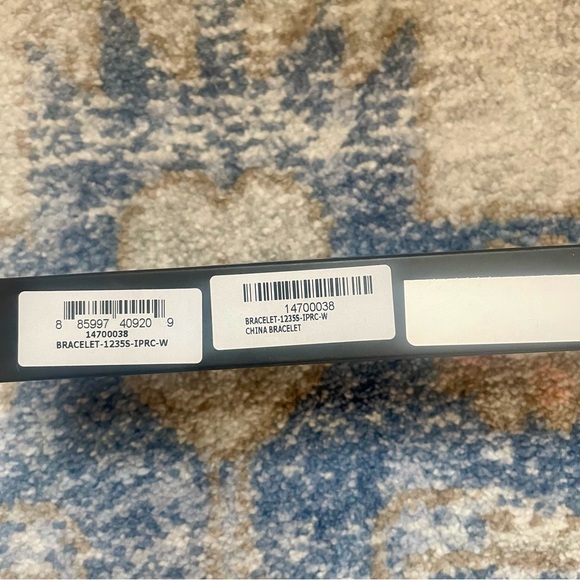 8 85997 40920 9
14700038
BRACELET-1235S-IPRC-W
14700038
BRACELET-1235S-IPRC-W
CHINA BRACELET